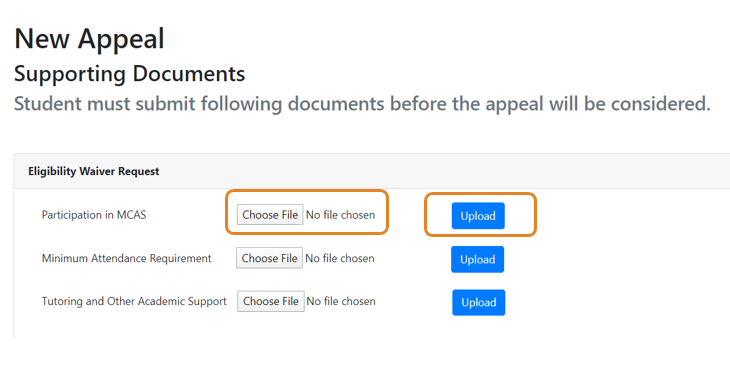 New Appeal
Supporting Documents
Student must submit following documents before the appeal will be considered.
Eligibility Waiver Request
Participation in MCAS Choose File No file chosen Upload
Minimum Attendance Requirement Choose File No file chosen Upload
Tutoring and Other Academic Support Choose File No file chosen Upload